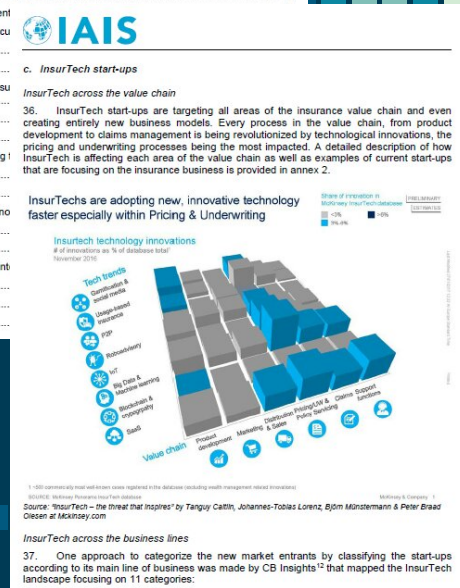 IAIS
c. InsurTech start-ups
InsurTech across the value chain
36. InsurTech start-ups are targeting all areas of the insurance value chain and even
creating entirely new business models. Every process in the value chain, from product
development to claims management is being revolutionized by technological innovations, the
pricing and underwriting processes being the most impacted. A detailed description of how
InsurTech is affecting each area of the value chain as well as examples of current start-ups
that are focusing on the insurance business is provided in annex 2.
InsurTechs are adopting new, innovative technology
faster especially within Pricing & Underwriting
Share of innovation in
McKinsey InsurTech database
PRELIMINARY
ESTIMATES
Insurtech technology innovations
# of innovations as % of database total
November 2016
Tech trends
Gamification &
social media
Usage-based
insurance
P2P
Roboadvisory
IoT
Big Data &
Machine learning
Blockchain &
SaaS
Value chain
Product
development
Marketing
Distribution
& Sales
Pricing/UW &
Policy Servicing
Claims
Support
functions
SOURCE: McKinsey Panorama InsurTech database
McKinsey & Company
Source: "InsurTech – the threat that inspires" by Tanguy Catlin, Johannes-Tobias Lorenz, Björn Münstermann & Peter Braad
Olesen at Mckinsey.com
InsurTech across the business lines
37. One approach to categorize the new market entrants by classifying the start-ups
according to its main line of business was made by CB Insights12 that mapped the InsurTech
landscape focusing on 11 categories: